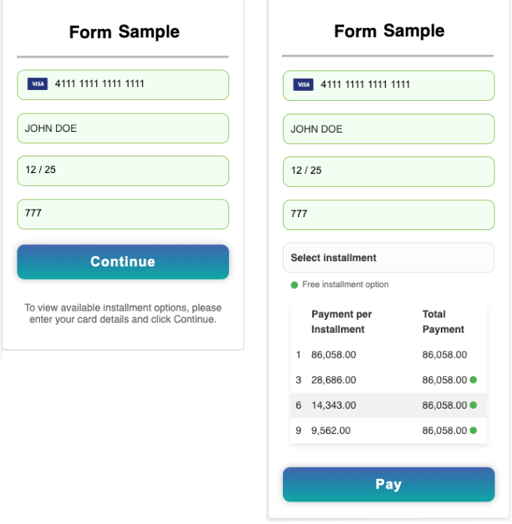 Form Sample
VISA 4111 1111 1111 1111
JOHN DOE
12 / 25
777
Continue
To view available installment options, please
enter your card details and click Continue.
Form Sample
VISA 4111 1111 1111 1111
JOHN DOE
12 / 25
777
Select installment
Free installment option
Payment per Total
Installment Payment
1 86,058.00 86,058.00
3 28,686.00 86,058.00
6 14,343.00 86,058.00
9 9,562.00 86,058.00
Pay